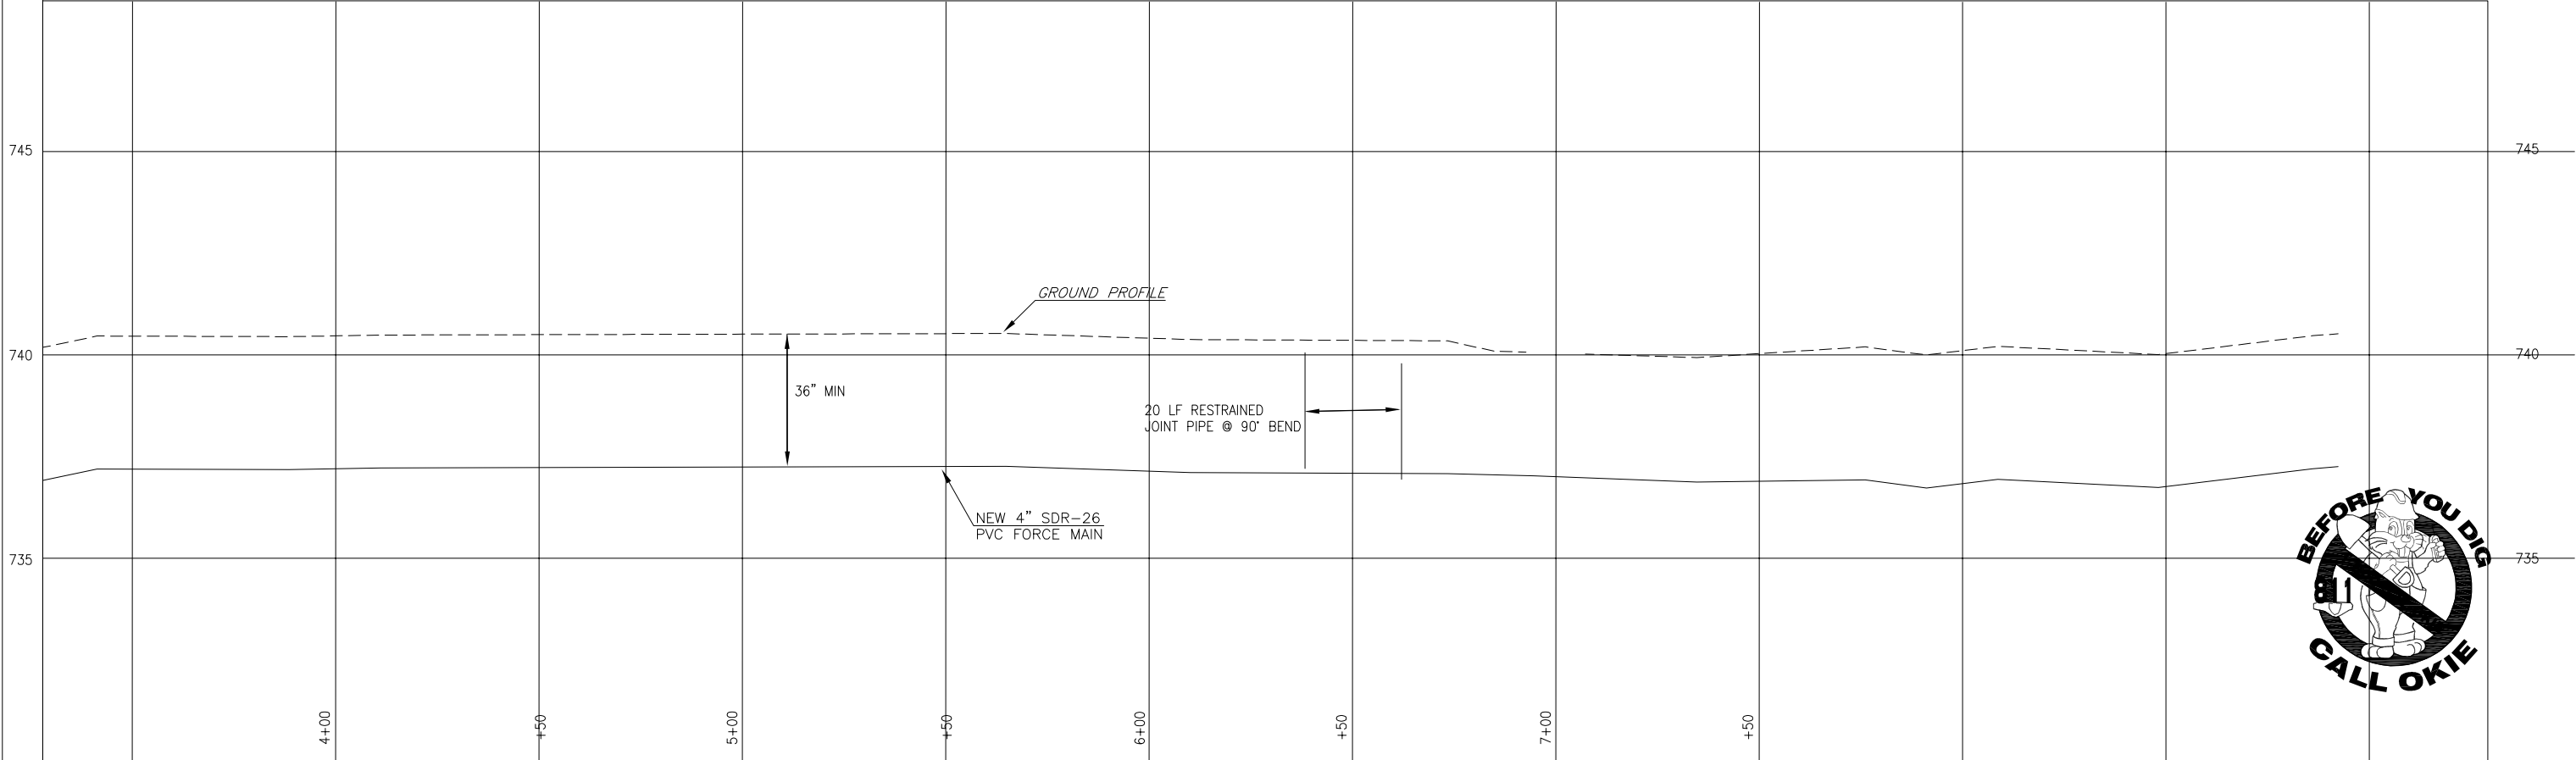 745
745
GROUND PROFILE
740
740
36” MIN
20 LF RESTRAINED
JOINT PIPE @ 90° BEND
NEW 4” SDR-26
PVC FORCE MAIN
735
735
BEFORE YOU DIG
811
CALL OKIE
4+00
+50
5+00
+50
6+00
+50
7+00
+50